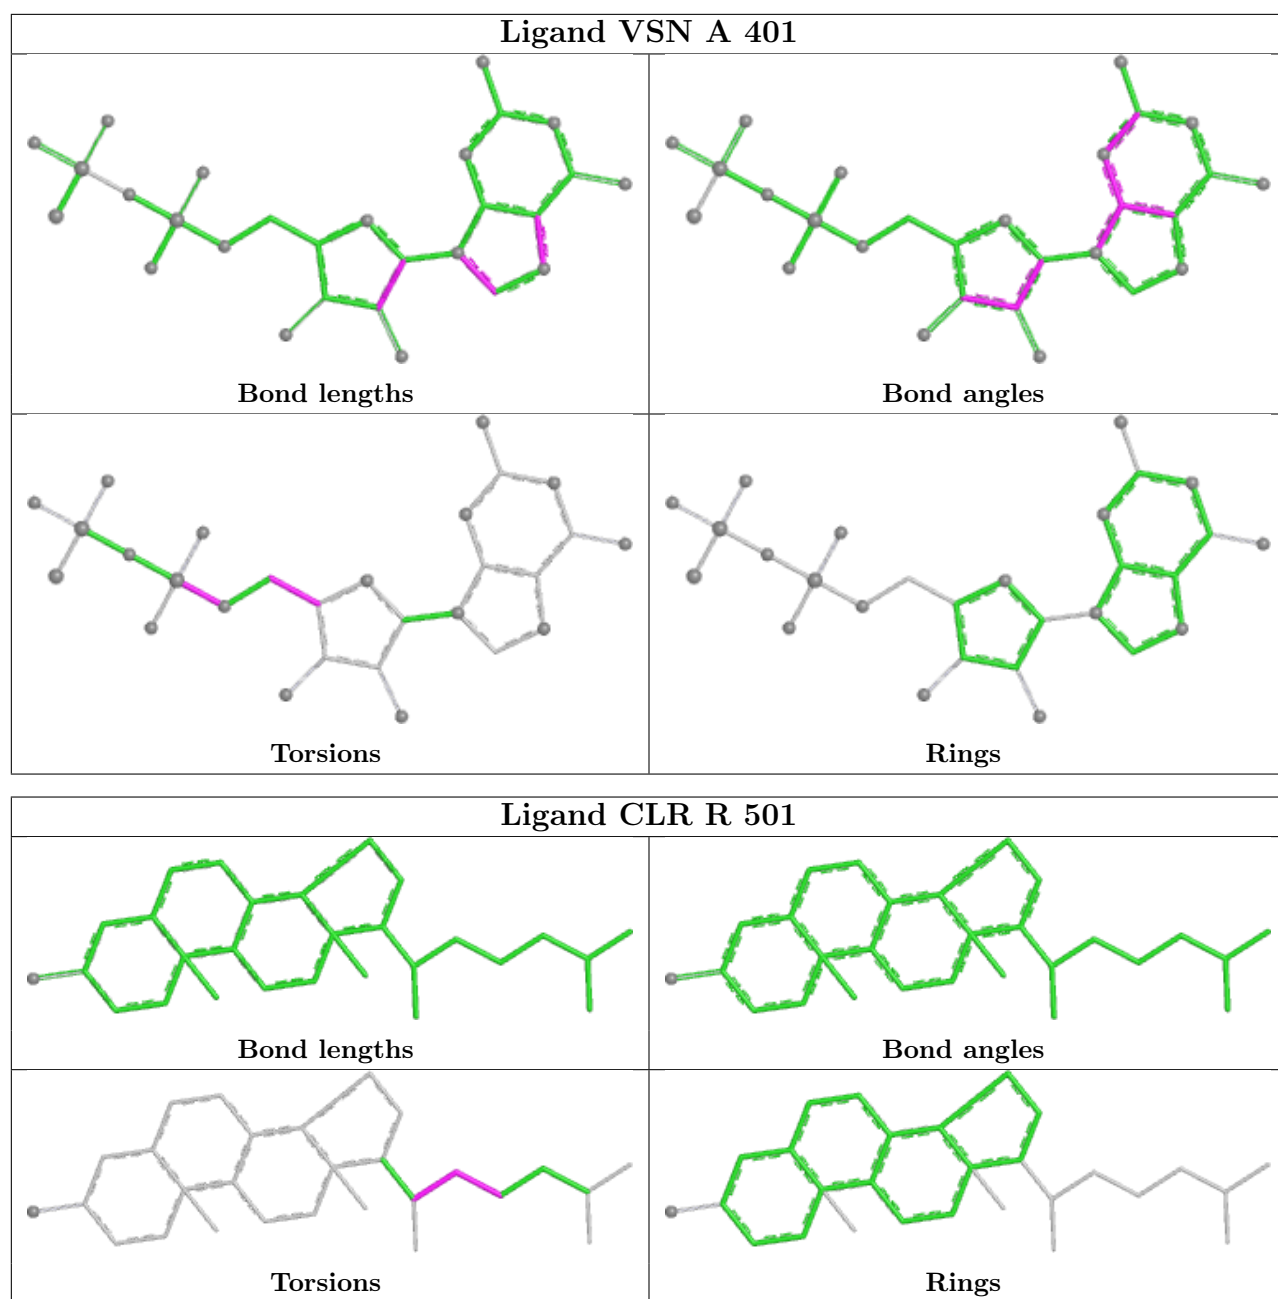 Ligand VSN A 401
Bond lengths
Bond angles
Torsions
Rings
Ligand CLR R 501
Bond lengths
Bond angles
Torsions
Rings